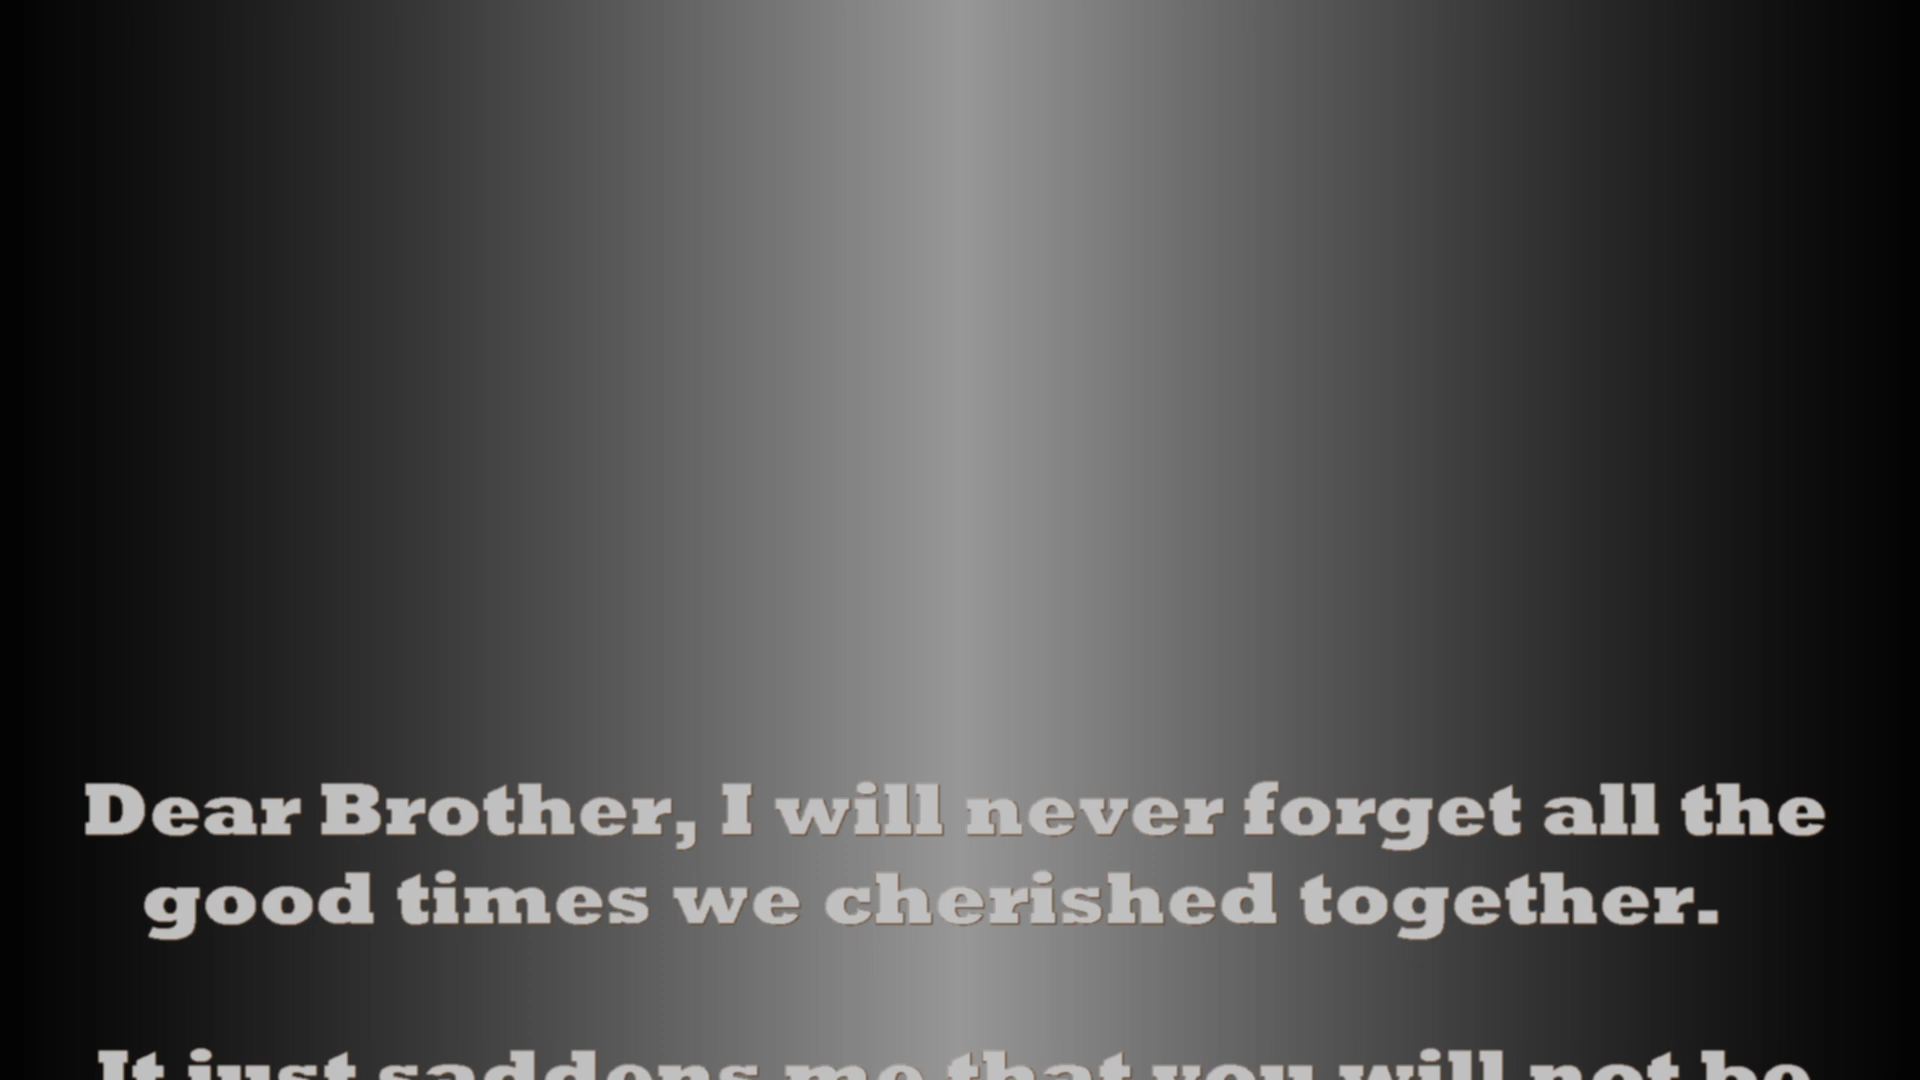 Dear Brother, I will never forget all the
good times we cherished together.
It just saddens me that you will not be